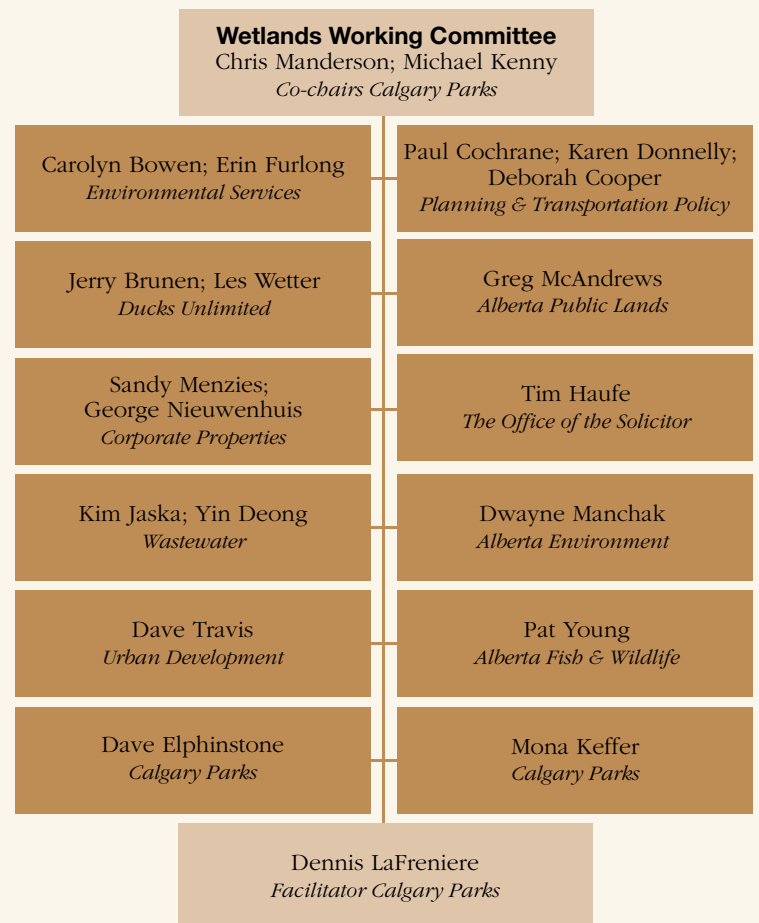 Wetlands Working Committee
Chris Manderson; Michael Kenny
Co-chairs Calgary Parks
Carolyn Bowen; Erin Furlong
Environmental Services
Paul Cochrane; Karen Donnelly;
Deborah Cooper
Planning & Transportation Policy
Jerry Brunen; Les Wetter
Ducks Unlimited
Greg McAndrews
Alberta Public Lands
Sandy Menzies;
George Nieuwenhuis
Corporate Properties
Tim Haufe
The Office of the Solicitor
Kim Jaska; Yin Deong
Wastewater
Dwayne Manchak
Alberta Environment
Dave Travis
Urban Development
Pat Young
Alberta Fish & Wildlife
Dave Elphinstone
Calgary Parks
Mona Keffer
Calgary Parks
Dennis LaFreniere
Facilitator Calgary Parks